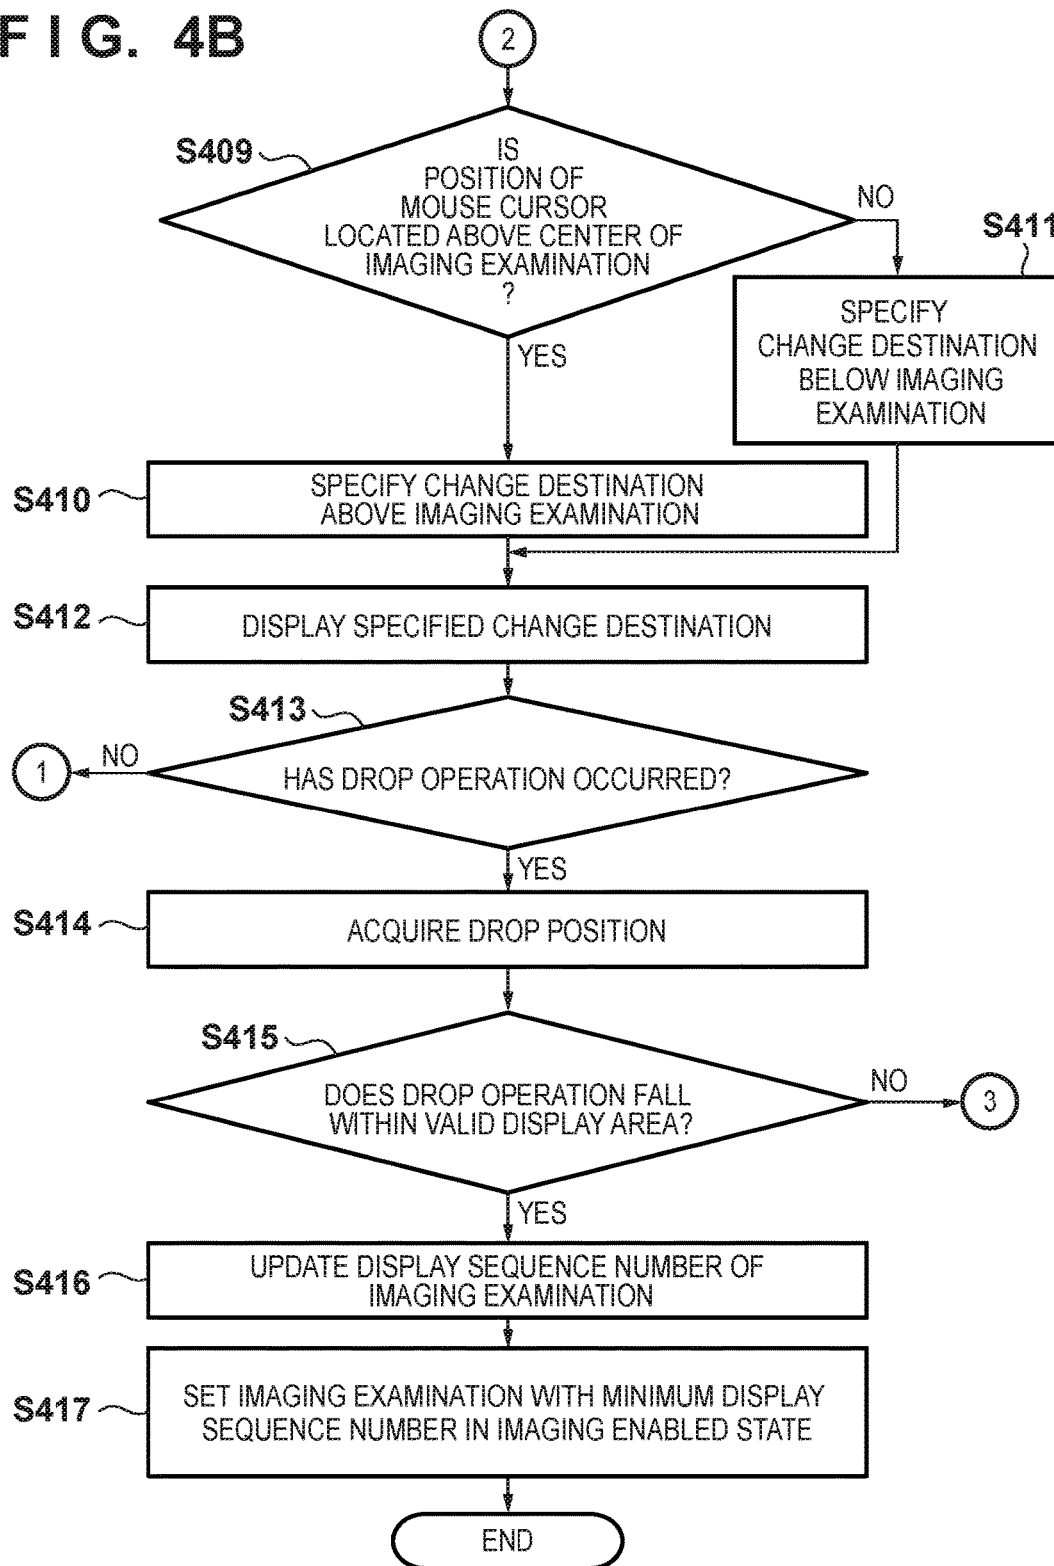 FIG. 4B
2
S409
IS
POSITION OF
MOUSE CURSOR
LOCATED ABOVE CENTER OF
IMAGING EXAMINATION
?
NO
YES
S411
SPECIFY
CHANGE DESTINATION
BELOW IMAGING
EXAMINATION
S410
SPECIFY CHANGE DESTINATION
ABOVE IMAGING EXAMINATION
S412
DISPLAY SPECIFIED CHANGE DESTINATION
S413
HAS DROP OPERATION OCCURRED?
NO
1
YES
S414
ACQUIRE DROP POSITION
S415
DOES DROP OPERATION FALL
WITHIN VALID DISPLAY AREA?
NO
3
YES
S416
UPDATE DISPLAY SEQUENCE NUMBER OF
IMAGING EXAMINATION
S417
SET IMAGING EXAMINATION WITH MINIMUM DISPLAY
SEQUENCE NUMBER IN IMAGING ENABLED STATE
END